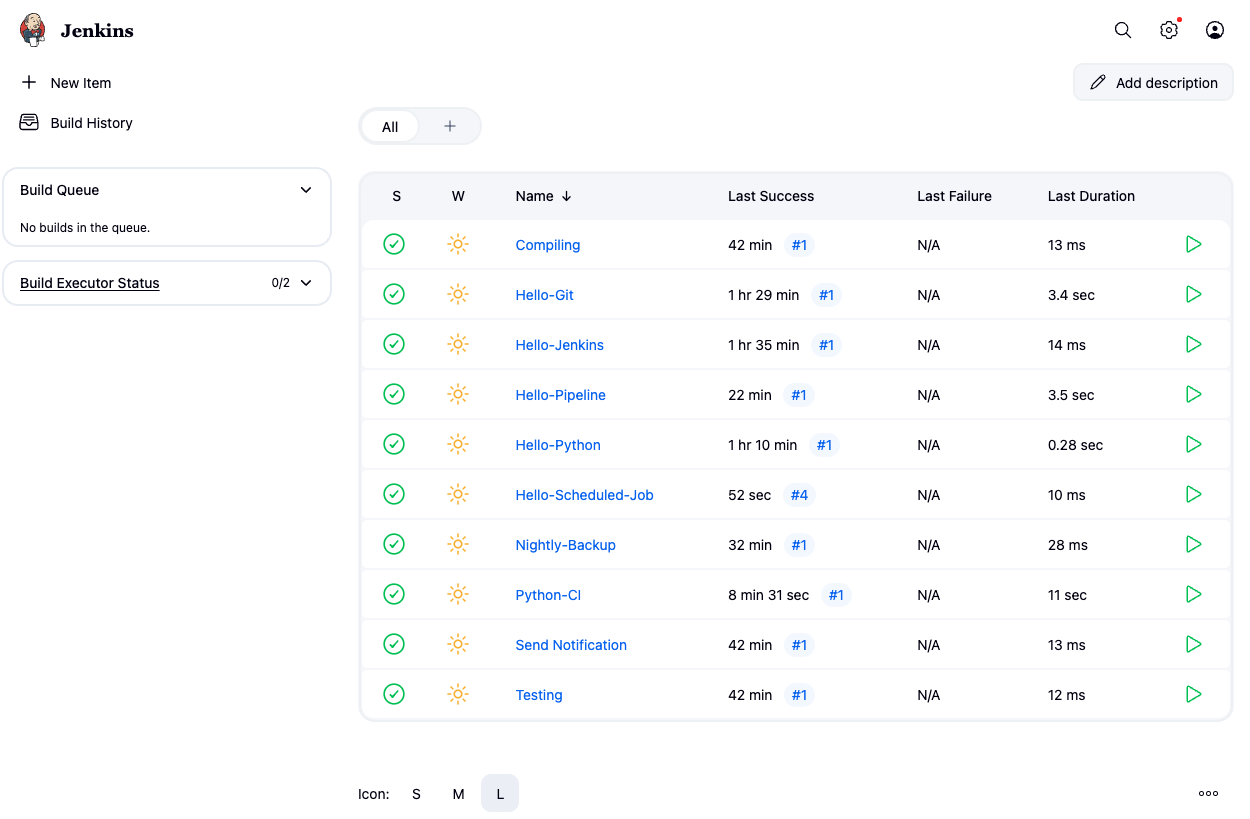 Jenkins
New Item
Add description
Build History
All
Build Queue
No builds in the queue.
Build Executor Status 0/2
S W Name ↓ Last Success Last Failure Last Duration
Compiling 42 min #1 N/A 13 ms
Hello-Git 1 hr 29 min #1 N/A 3.4 sec
Hello-Jenkins 1 hr 35 min #1 N/A 14 ms
Hello-Pipeline 22 min #1 N/A 3.5 sec
Hello-Python 1 hr 10 min #1 N/A 0.28 sec
Hello-Scheduled-Job 52 sec #4 N/A 10 ms
Nightly-Backup 32 min #1 N/A 28 ms
Python-CI 8 min 31 sec #1 N/A 11 sec
Send Notification 42 min #1 N/A 13 ms
Testing 42 min #1 N/A 12 ms
Icon: S M L